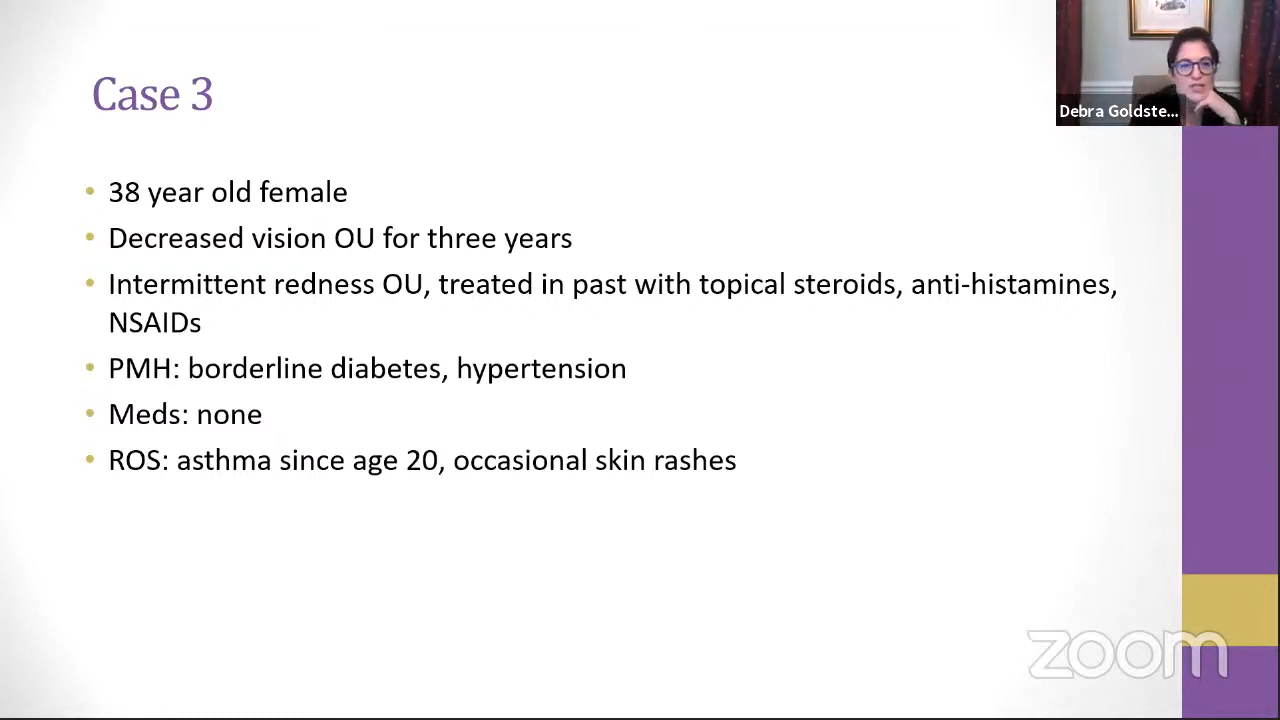 Case 3
Debra Goldste...
• 38 year old female
• Decreased vision OU for three years
• Intermittent redness OU, treated in past with topical steroids, anti-histamines,
NSAIDs
• PMH: borderline diabetes, hypertension
• Meds: none
• ROS: asthma since age 20, occasional skin rashes
zoom